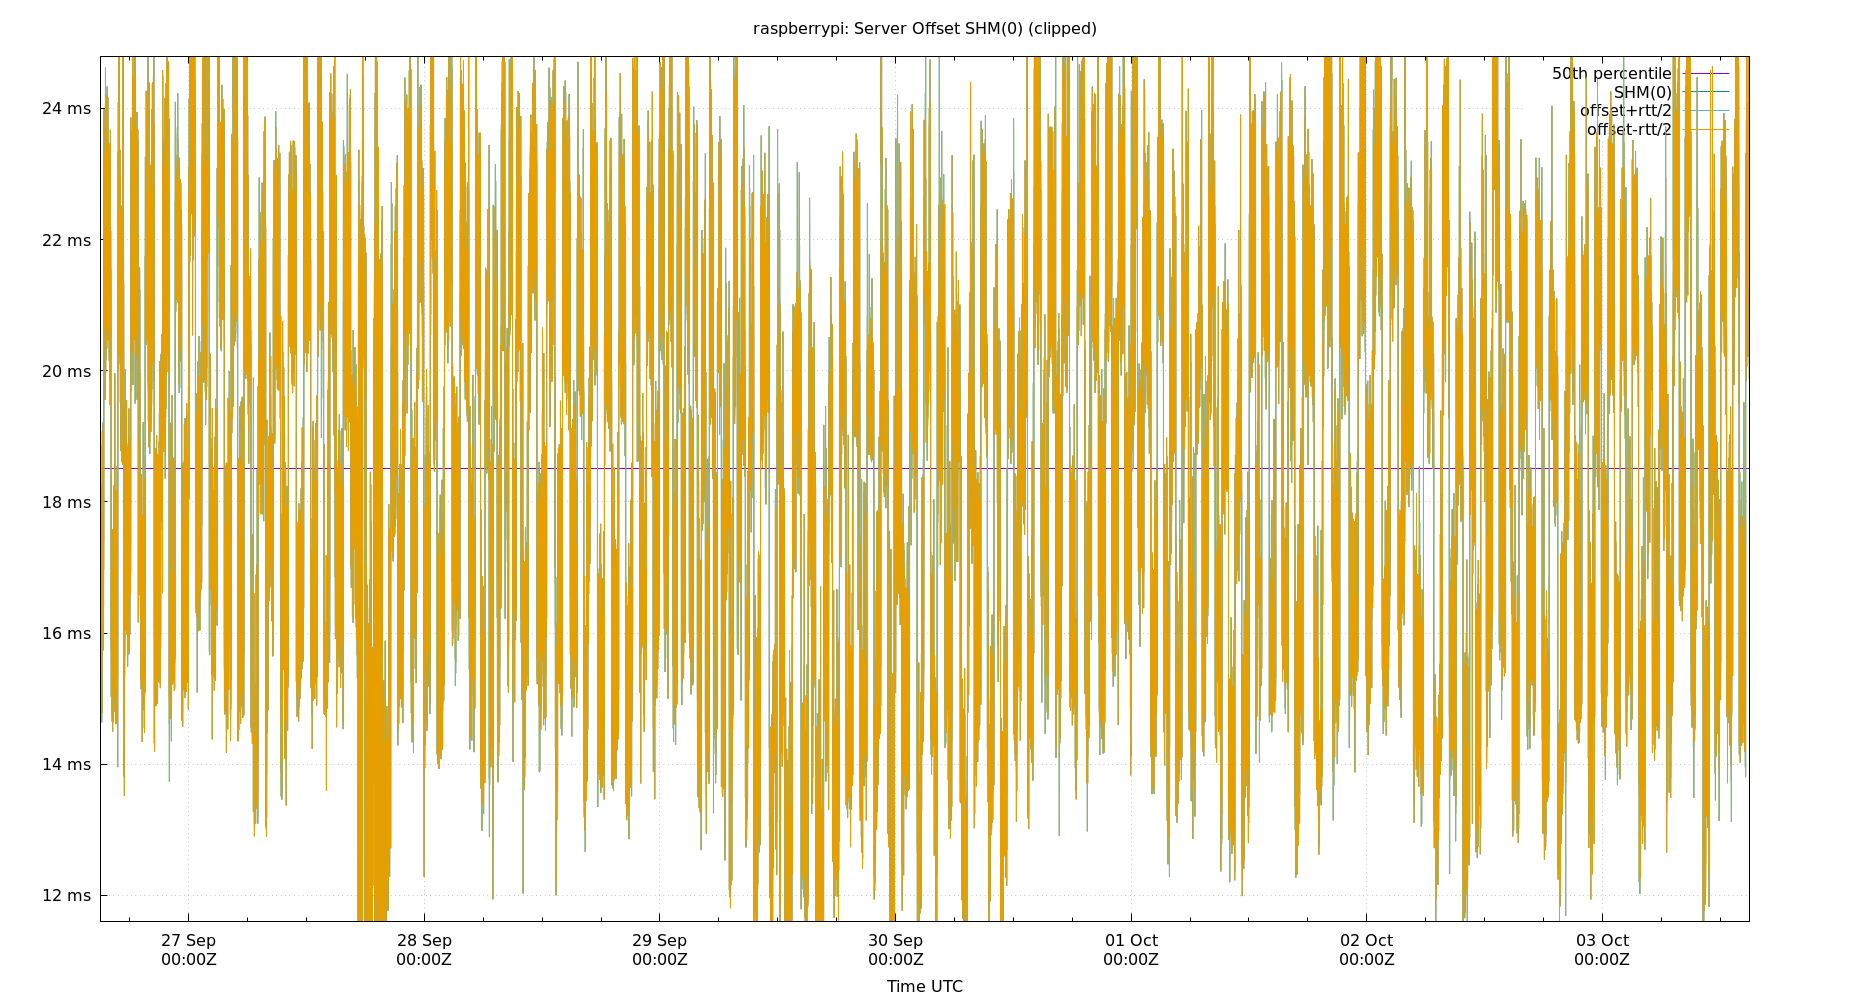 raspberrypi: Server Offset SHM(0) (clipped)
50th percentile
SHM(0)
offset+rtt/2
offset-rtt/2
24 ms
22 ms
20 ms
18 ms
16 ms
14 ms
12 ms
27 Sep 28 Sep 29 Sep 30 Sep 01 Oct 02 Oct 03 Oct
00:00Z 00:00Z 00:00Z 00:00Z 00:00Z 00:00Z 00:00Z
Time UTC